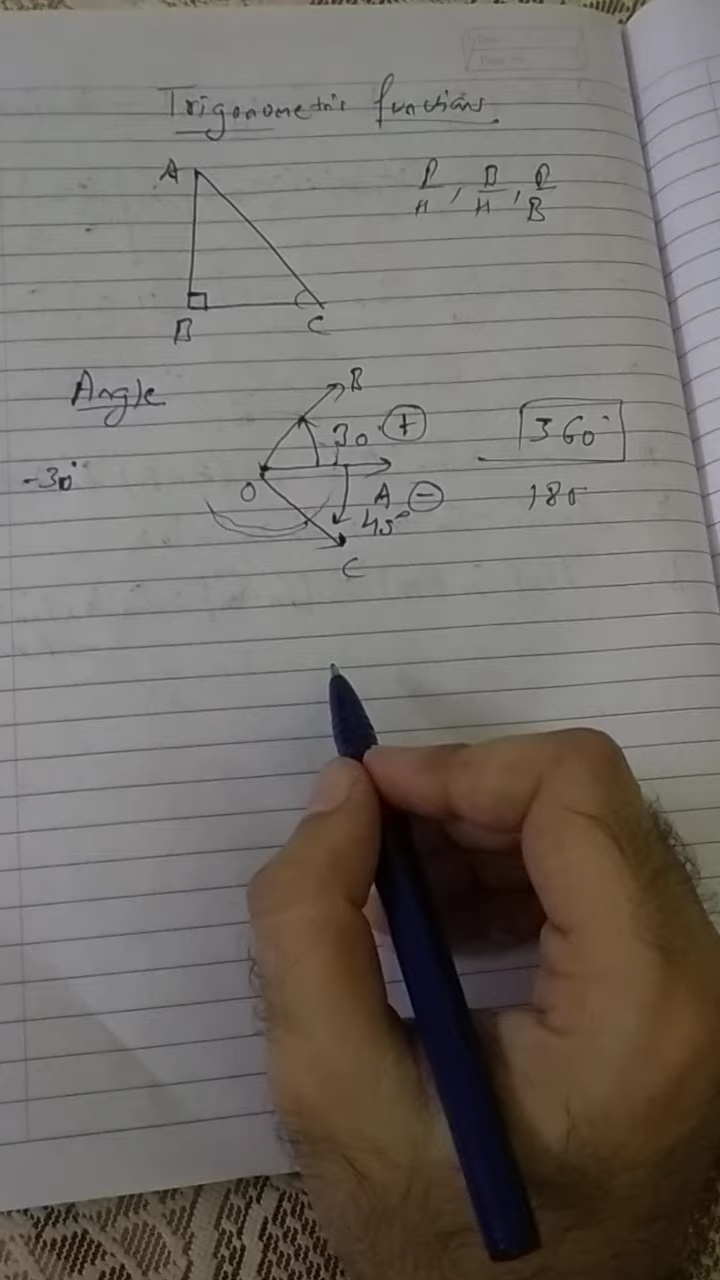 Trigonometric functions
A
P/H, B/H, P/B
B C
Angle
B
30° +
360°
-30°
O A −
180
45°
C